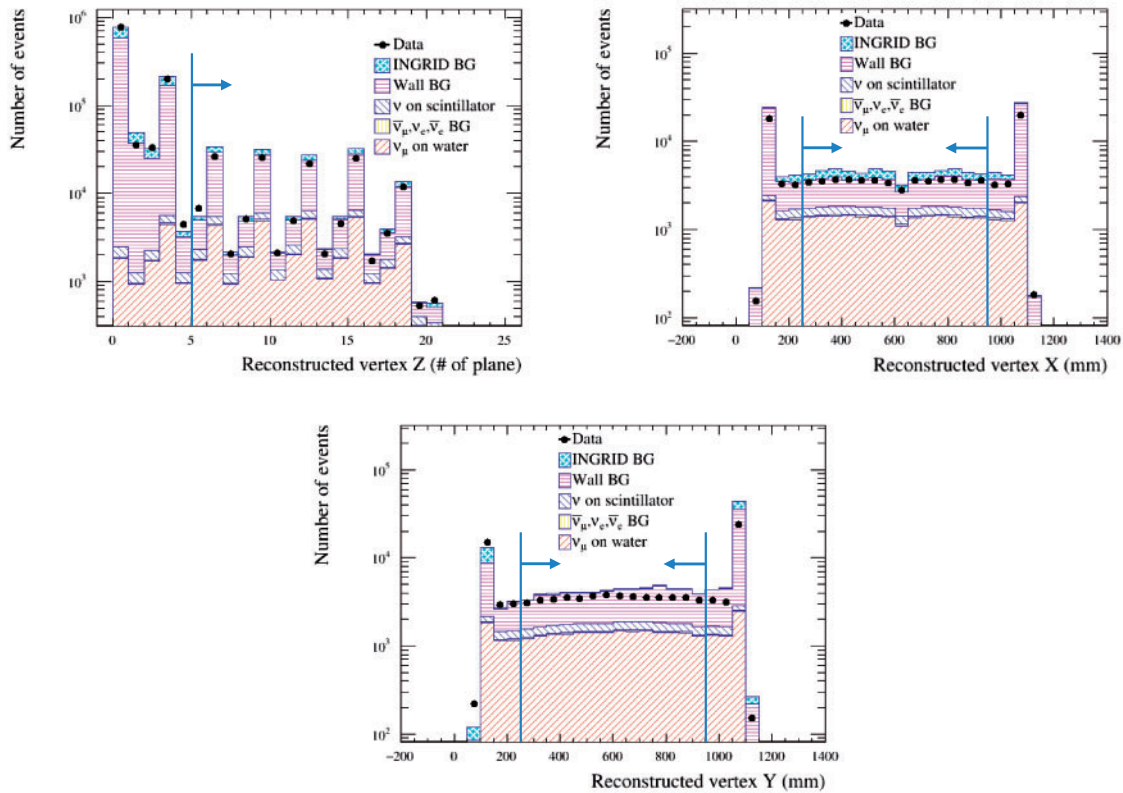 Number of events
10⁶
10⁵
10⁴
10³
Data
INGRID BG
Wall BG
ν on scintillator
ν̅μ,νe,ν̅e BG
νμ on water
0 5 10 15 20 25
Reconstructed vertex Z (# of plane)
Number of events
10⁵
10⁴
10³
10²
Data
INGRID BG
Wall BG
ν on scintillator
ν̅μ,νe,ν̅e BG
νμ on water
−200 0 200 400 600 800 1000 1200 1400
Reconstructed vertex X (mm)
Number of events
10⁵
10⁴
10³
10²
Data
INGRID BG
Wall BG
ν on scintillator
ν̅μ,νe,ν̅e BG
νμ on water
−200 0 200 400 600 800 1000 1200 1400
Reconstructed vertex Y (mm)